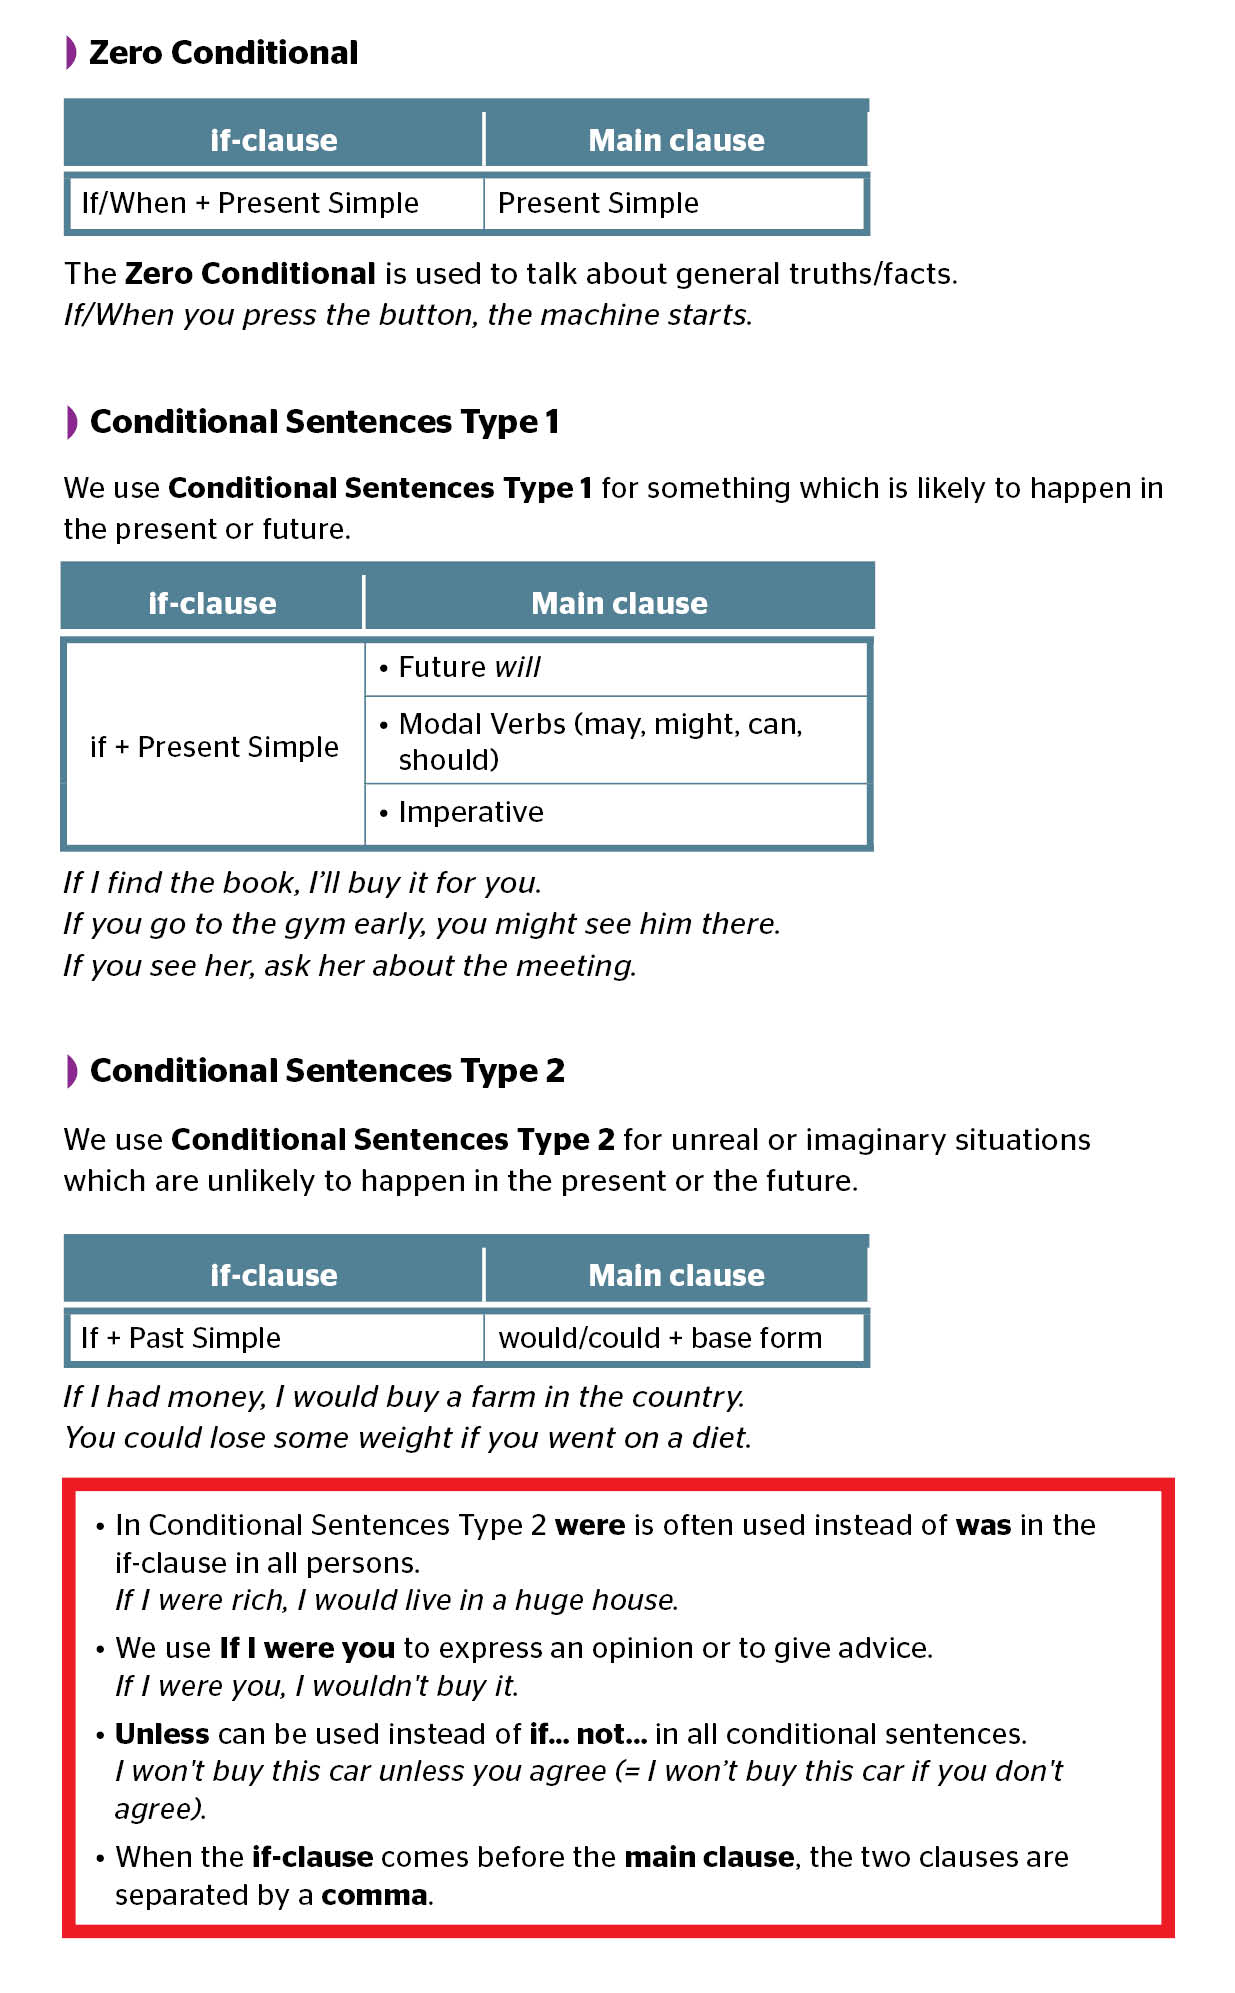 Zero Conditional
if-clause Main clause
If/When + Present Simple Present Simple
The Zero Conditional is used to talk about general truths/facts.
If/When you press the button, the machine starts.
Conditional Sentences Type 1
We use Conditional Sentences Type 1 for something which is likely to happen in
the present or future.
if-clause Main clause
if + Present Simple
• Future will
• Modal Verbs (may, might, can,
should)
• Imperative
If I find the book, I’ll buy it for you.
If you go to the gym early, you might see him there.
If you see her, ask her about the meeting.
Conditional Sentences Type 2
We use Conditional Sentences Type 2 for unreal or imaginary situations
which are unlikely to happen in the present or the future.
if-clause Main clause
If + Past Simple would/could + base form
If I had money, I would buy a farm in the country.
You could lose some weight if you went on a diet.
• In Conditional Sentences Type 2 were is often used instead of was in the
if-clause in all persons.
If I were rich, I would live in a huge house.
• We use If I were you to express an opinion or to give advice.
If I were you, I wouldn't buy it.
• Unless can be used instead of if... not... in all conditional sentences.
I won't buy this car unless you agree (= I won’t buy this car if you don't
agree).
• When the if-clause comes before the main clause, the two clauses are
separated by a comma.